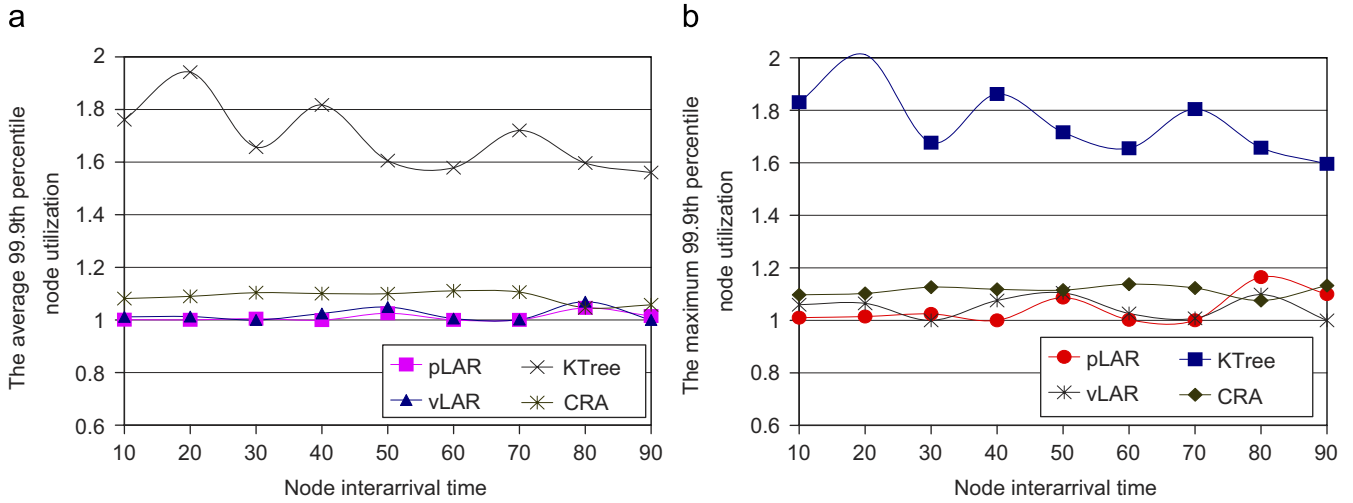 a
The average 99.9th percentile
node utilization
2
1.8
1.6
1.4
1.2
1
0.8
0.6
10 20 30 40 50 60 70 80 90
Node interarrival time
pLAR KTree
vLAR CRA
b
The maximum 99.9th percentile
node utilization
2
1.8
1.6
1.4
1.2
1
0.8
0.6
10 20 30 40 50 60 70 80 90
Node interarrival time
pLAR KTree
vLAR CRA